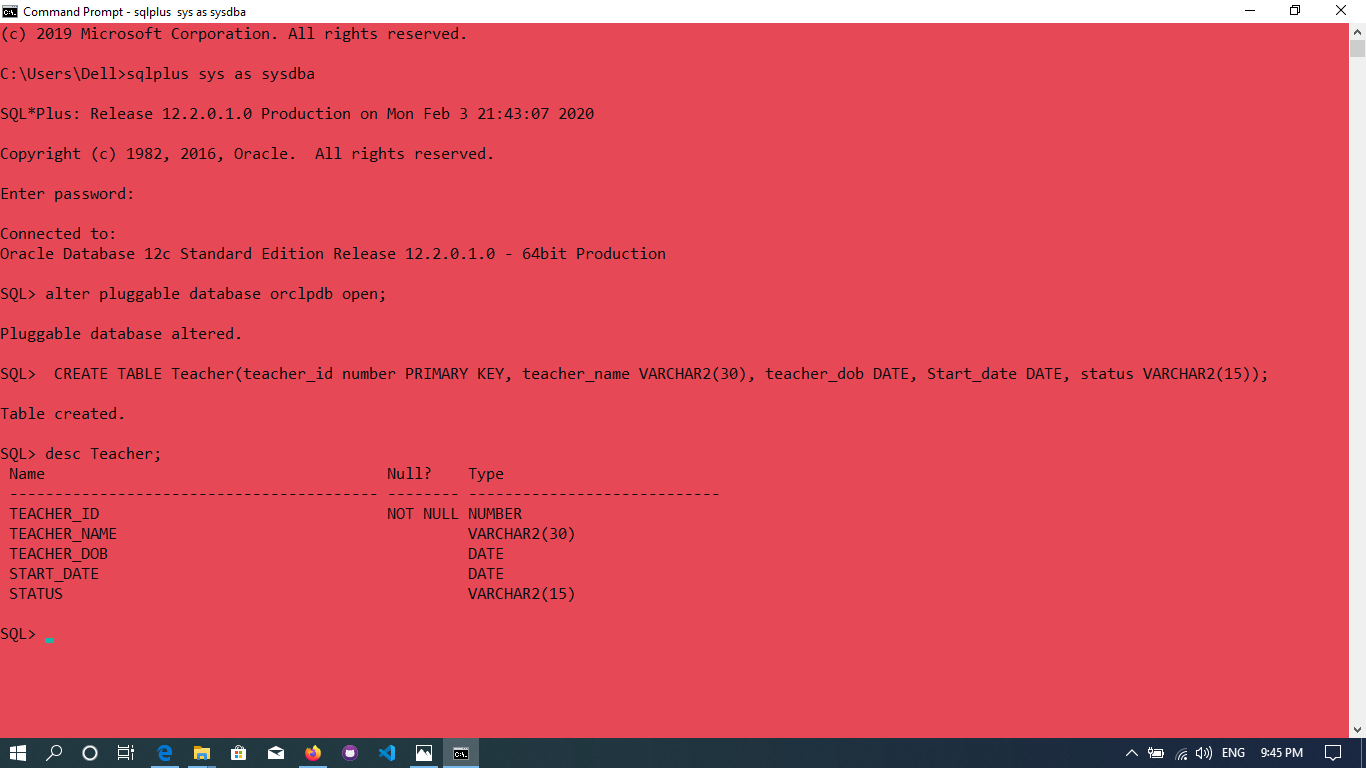 Command Prompt - sqlplus  sys as sysdba
(c) 2019 Microsoft Corporation. All rights reserved.
C:\Users\Dell>sqlplus sys as sysdba
SQL*Plus: Release 12.2.0.1.0 Production on Mon Feb 3 21:43:07 2020
Copyright (c) 1982, 2016, Oracle.  All rights reserved.
Enter password:
Connected to:
Oracle Database 12c Standard Edition Release 12.2.0.1.0 - 64bit Production
SQL> alter pluggable database orclpdb open;
Pluggable database altered.
SQL>  CREATE TABLE Teacher(teacher_id number PRIMARY KEY, teacher_name VARCHAR2(30), teacher_dob DATE, Start_date DATE, status VARCHAR2(15));
Table created.
SQL> desc Teacher;
 Name                                      Null?    Type
 ----------------------------------------- -------- ----------------------------
 TEACHER_ID                                NOT NULL NUMBER
 TEACHER_NAME                                       VARCHAR2(30)
 TEACHER_DOB                                        DATE
 START_DATE                                         DATE
 STATUS                                             VARCHAR2(15)
SQL>
ENG 9:45 PM